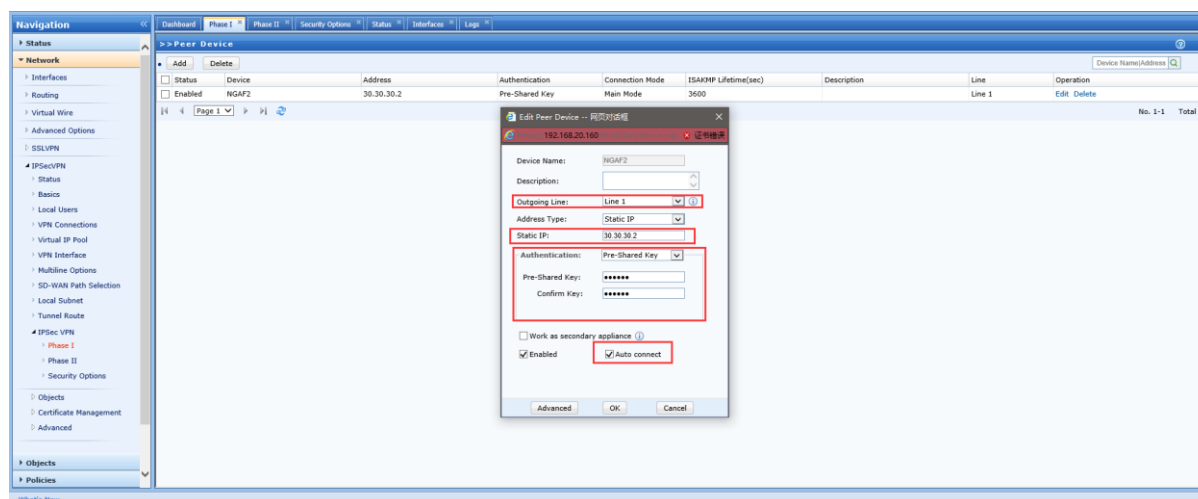 Navigation
Dashboard Phase I Phase II Security Options Status Interfaces Logs
Status
>>Peer Device
Network
Add Delete
Device Name|Address
Status Device Address Authentication Connection Mode ISAKMP Lifetime(sec) Description Line Operation
Enabled NGAF2 30.30.30.2 Pre-Shared Key Main Mode 3600 Line 1 Edit Delete
Page 1
No. 1-1 Total
Interfaces
Routing
Virtual Wire
Advanced Options
SSLVPN
IPSecVPN
Status
Basics
Local Users
VPN Connections
Virtual IP Pool
VPN Interface
Multiline Options
SD-WAN Path Selection
Local Subnet
Tunnel Route
IPSec VPN
Phase I
Phase II
Security Options
Objects
Certificate Management
Advanced
Objects
Policies
Edit Peer Device -- 网页对话框
192.168.20.160 证书错误
Device Name: NGAF2
Description:
Outgoing Line: Line 1
Address Type: Static IP
Static IP: 30.30.30.2
Authentication: Pre-Shared Key
Pre-Shared Key: ••••••
Confirm Key: ••••••
Work as secondary appliance
Enabled Auto connect
Advanced OK Cancel